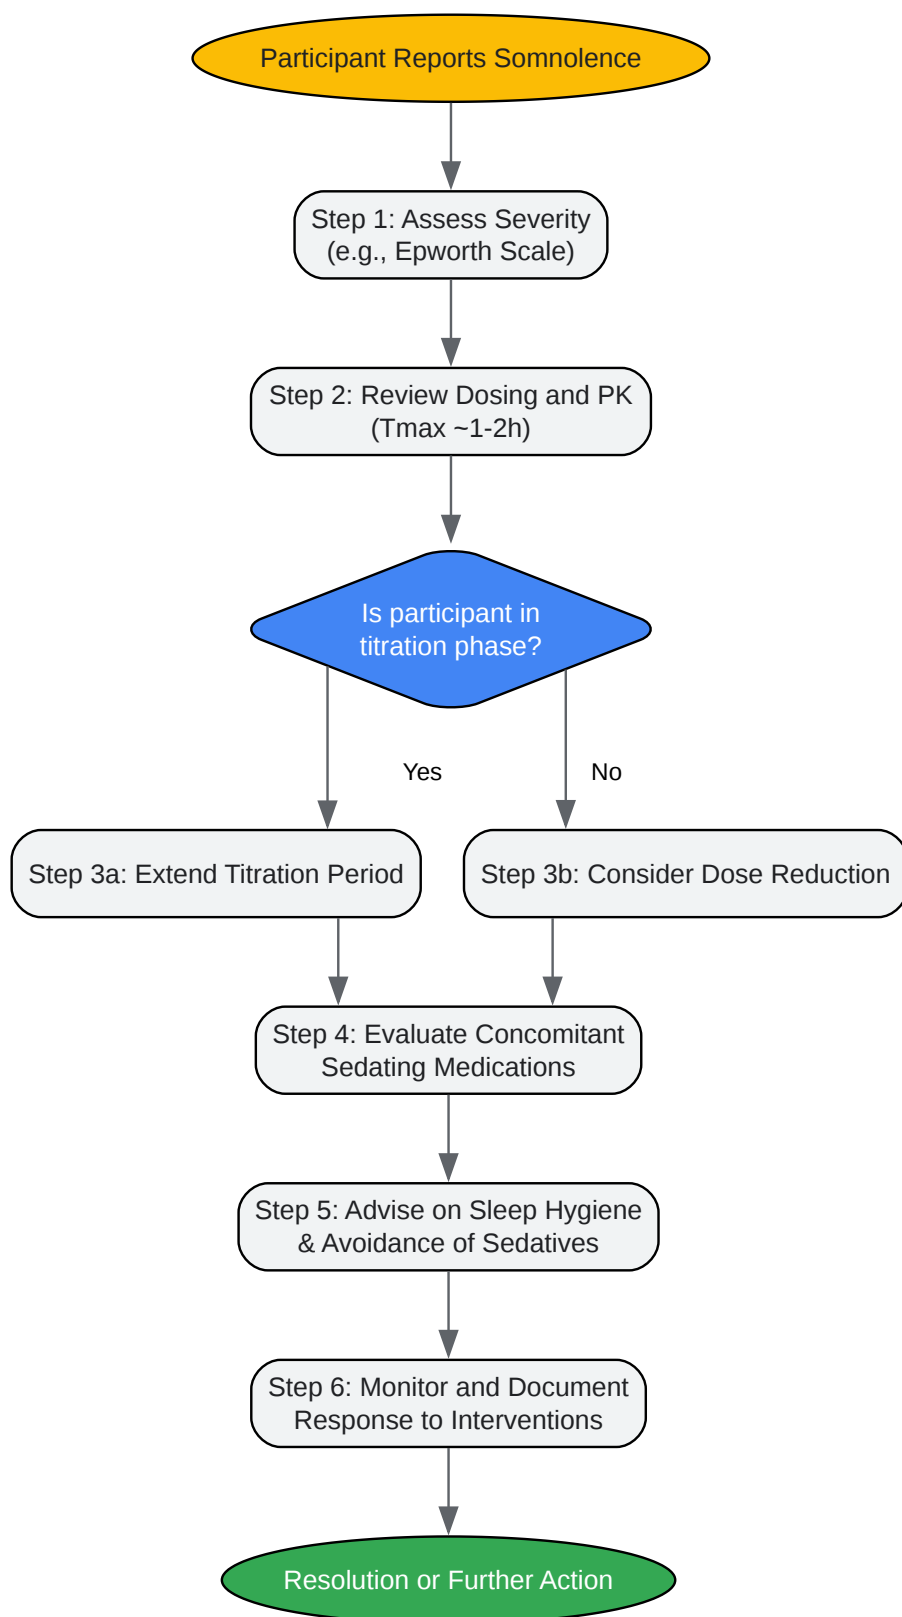 Participant Reports Somnolence
Step 1: Assess Severity
(e.g., Epworth Scale)
Step 2: Review Dosing and PK
(Tmax ~1-2h)
Is participant in
titration phase?
Yes
No
Step 3a: Extend Titration Period
Step 3b: Consider Dose Reduction
Step 4: Evaluate Concomitant
Sedating Medications
Step 5: Advise on Sleep Hygiene
& Avoidance of Sedatives
Step 6: Monitor and Document
Response to Interventions
Resolution or Further Action